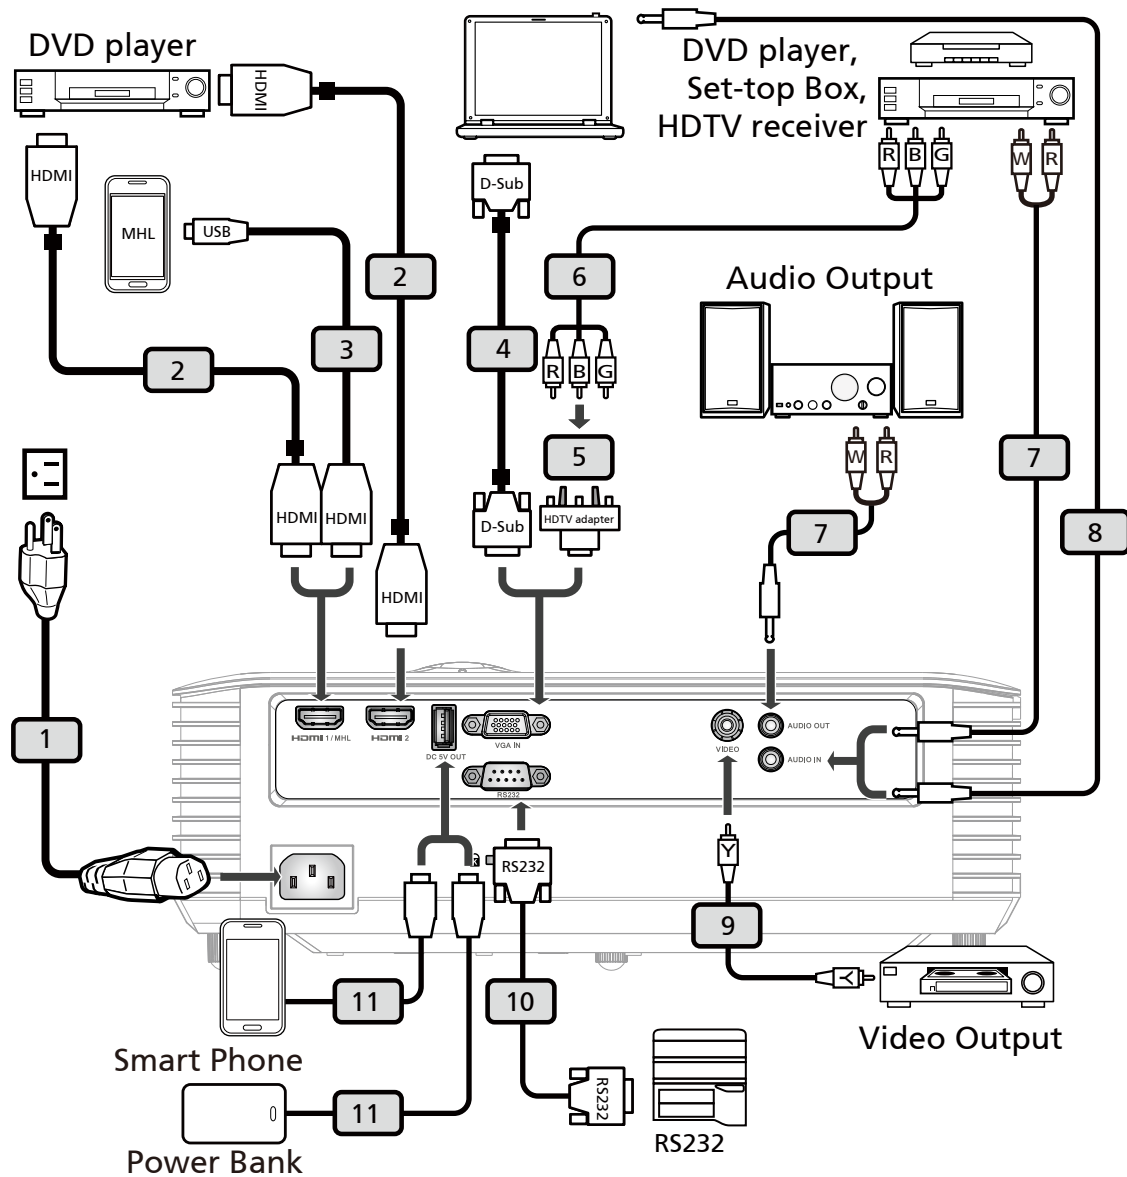 DVD player
HDMI
DVD player,
Set-top Box,
HDTV receiver
R B G
W R
HDMI
MHL
USB
D-Sub
2
6
Audio Output
2
3
4
R B G
5
7
W R
HDMI
HDMI
D-Sub
HDTV adapter
7
8
HDMI
1
HDMI 1 / MHL
HDMI 2
DC 5V OUT
VGA IN
RS232
VIDEO
AUDIO OUT
AUDIO IN
Y
RS232
9
Y
11
10
Smart Phone
Video Output
11
RS232
RS232
Power Bank